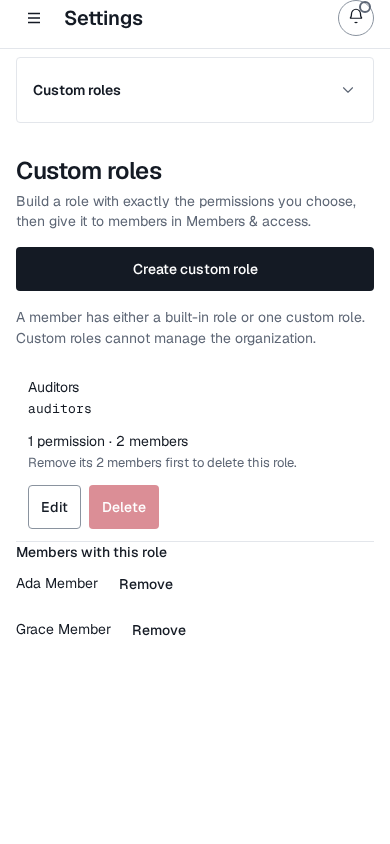 Settings
Custom roles
Custom roles
Build a role with exactly the permissions you choose,
then give it to members in Members & access.
Create custom role
A member has either a built-in role or one custom role.
Custom roles cannot manage the organization.
Auditors
auditors
1 permission · 2 members
Remove its 2 members first to delete this role.
Edit Delete
Members with this role
Ada Member Remove
Grace Member Remove